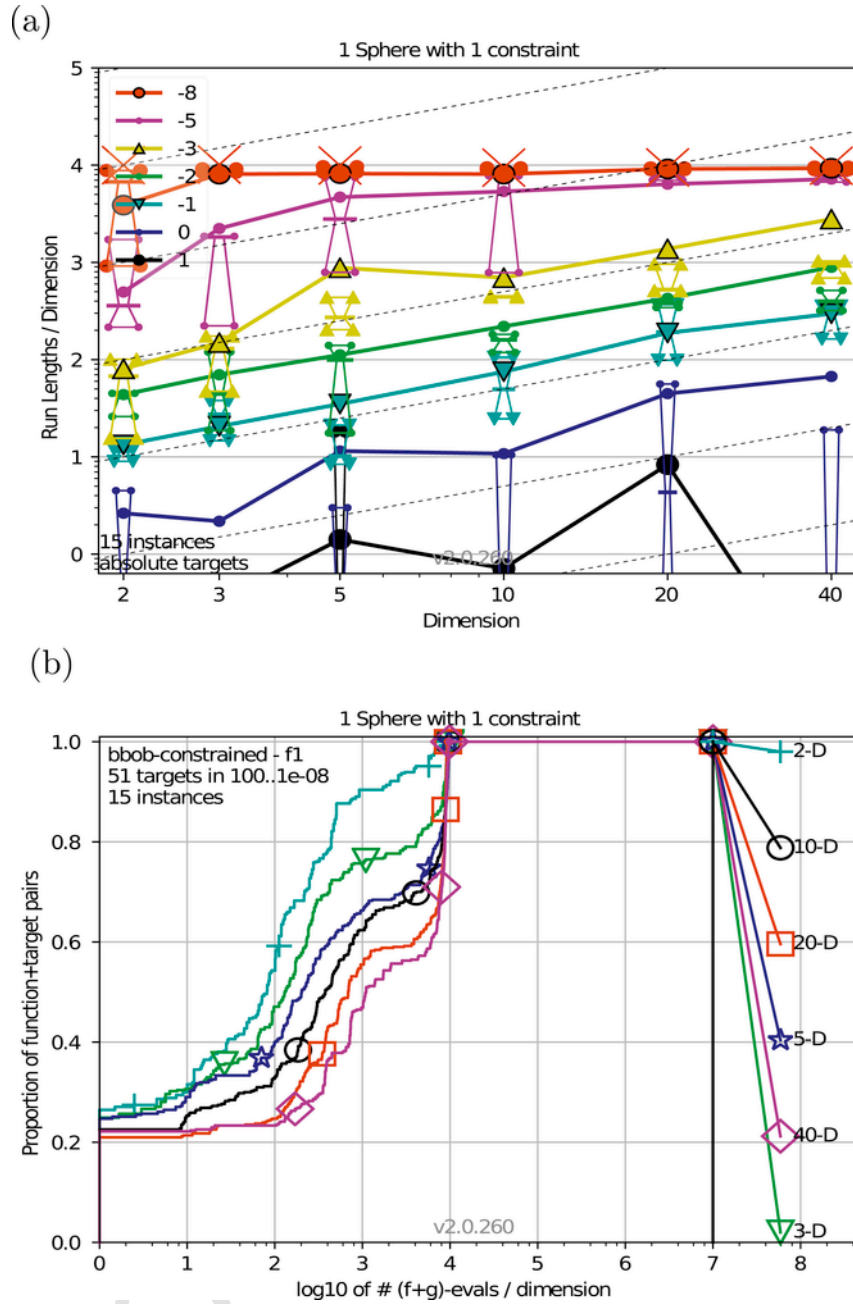 (a)
1 Sphere with 1 constraint
5
4
3
2
1
0
Run Lengths / Dimension
-8
-5
-3
-2
-1
0
1
15 instances
absolute targets
v2.0.260
2
3
5
10
20
40
Dimension
(b)
1 Sphere with 1 constraint
bbob-constrained - f1
51 targets in 100..1e-08
15 instances
1.0
0.8
0.6
0.4
0.2
0.0
Proportion of function+target pairs
2-D
10-D
20-D
5-D
40-D
3-D
v2.0.260
0
1
2
3
4
5
6
7
8
log10 of # (f+g)-evals / dimension